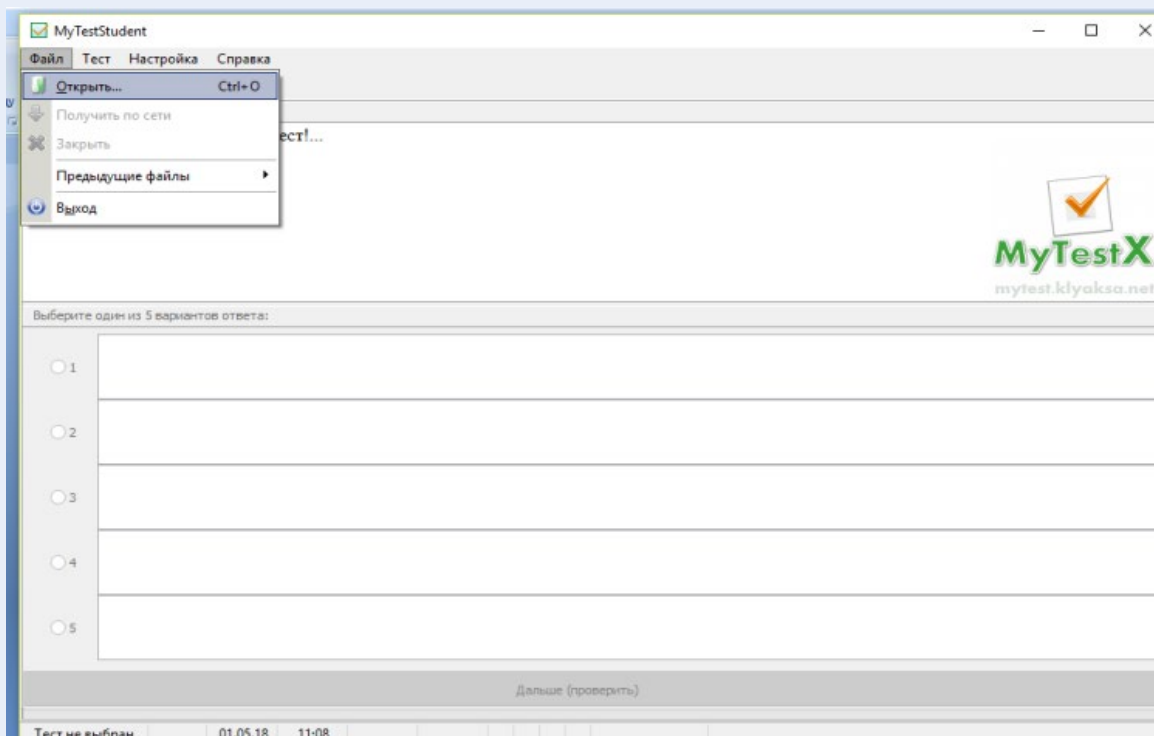 MyTestStudent
Файл Тест Настройка Справка
Открыть... Ctrl+O
Получить по сети
ест!...
Закрыть
Предыдущие файлы
Выход
MyTestX
mytest.klyaksa.net
Выберите один из 5 вариантов ответа:
1
2
3
4
5
Дальше (проверить)
Тест не выбран 01.05.18 11:08